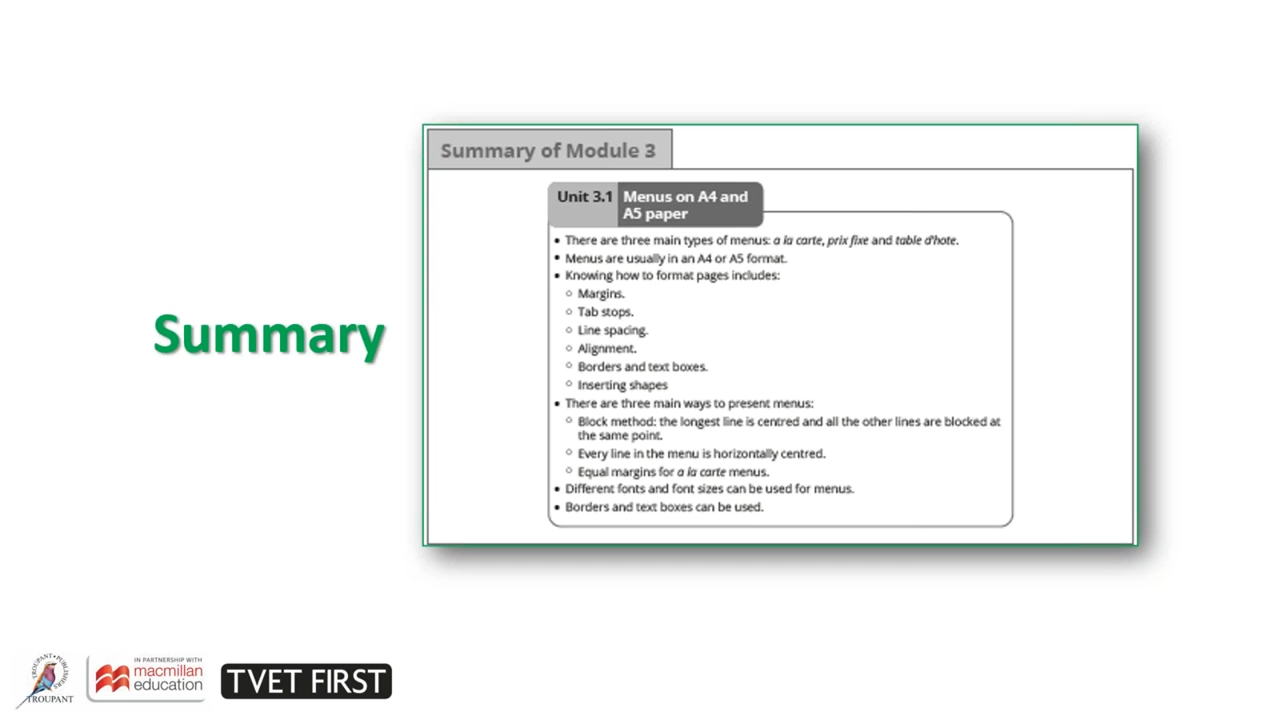 Summary
Summary of Module 3
Unit 3.1 Menus on A4 and
A5 paper
• There are three main types of menus: a la carte, prix fixe and table d'hote.
• Menus are usually in an A4 or A5 format.
• Knowing how to format pages includes:
○ Margins.
○ Tab stops.
○ Line spacing.
○ Alignment.
○ Borders and text boxes.
○ Inserting shapes
• There are three main ways to present menus:
○ Block method: the longest line is centred and all the other lines are blocked at
the same point.
○ Every line in the menu is horizontally centred.
○ Equal margins for a la carte menus.
• Different fonts and font sizes can be used for menus.
• Borders and text boxes can be used.
TROUPANT • PUBLISHERS
TROUPANT
IN PARTNERSHIP WITH
macmillan
education
TVET FIRST